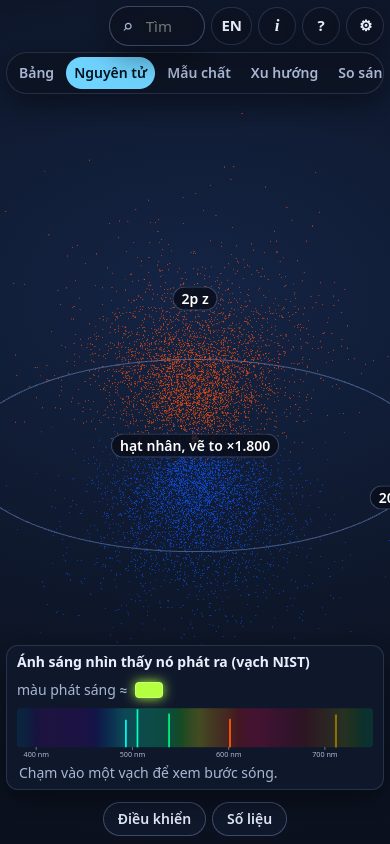 Tìm EN i ?
Bảng Nguyên tử Mẫu chất Xu hướng So sán
2p z
hạt nhân, vẽ to ×1.800
20
Ánh sáng nhìn thấy nó phát ra (vạch NIST)
màu phát sáng ≈
400 nm 500 nm 600 nm 700 nm
Chạm vào một vạch để xem bước sóng.
Điều khiển Số liệu